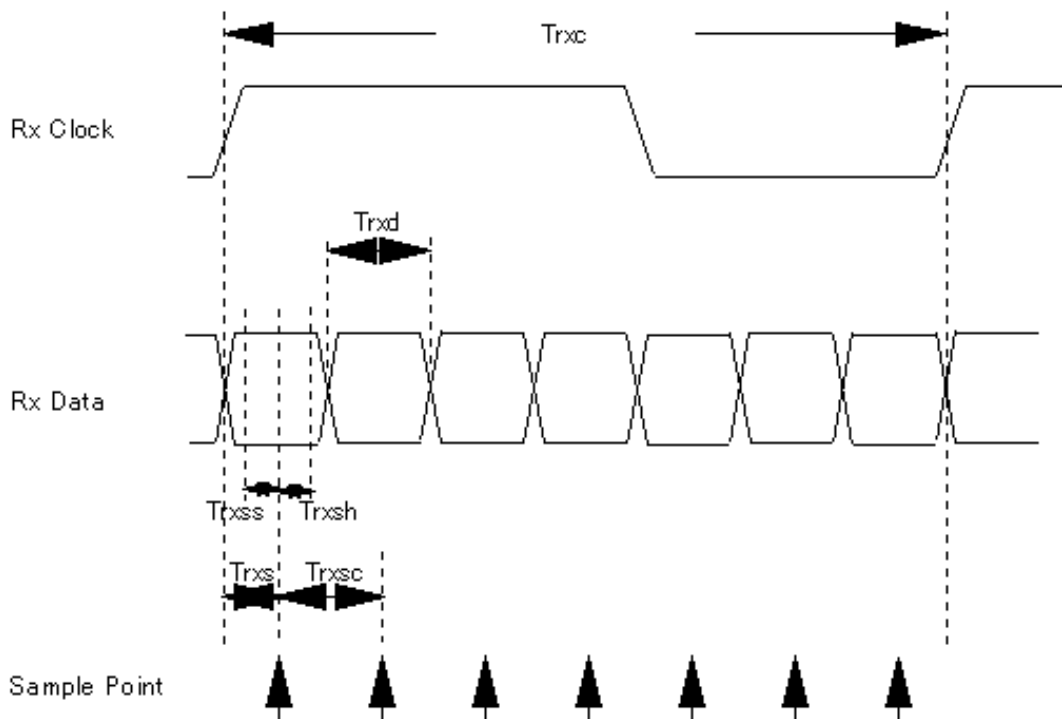 Trxc
Rx Clock
Trxd
Rx Data
Trxss Trxsh
Trxs Trxsc
Sample Point